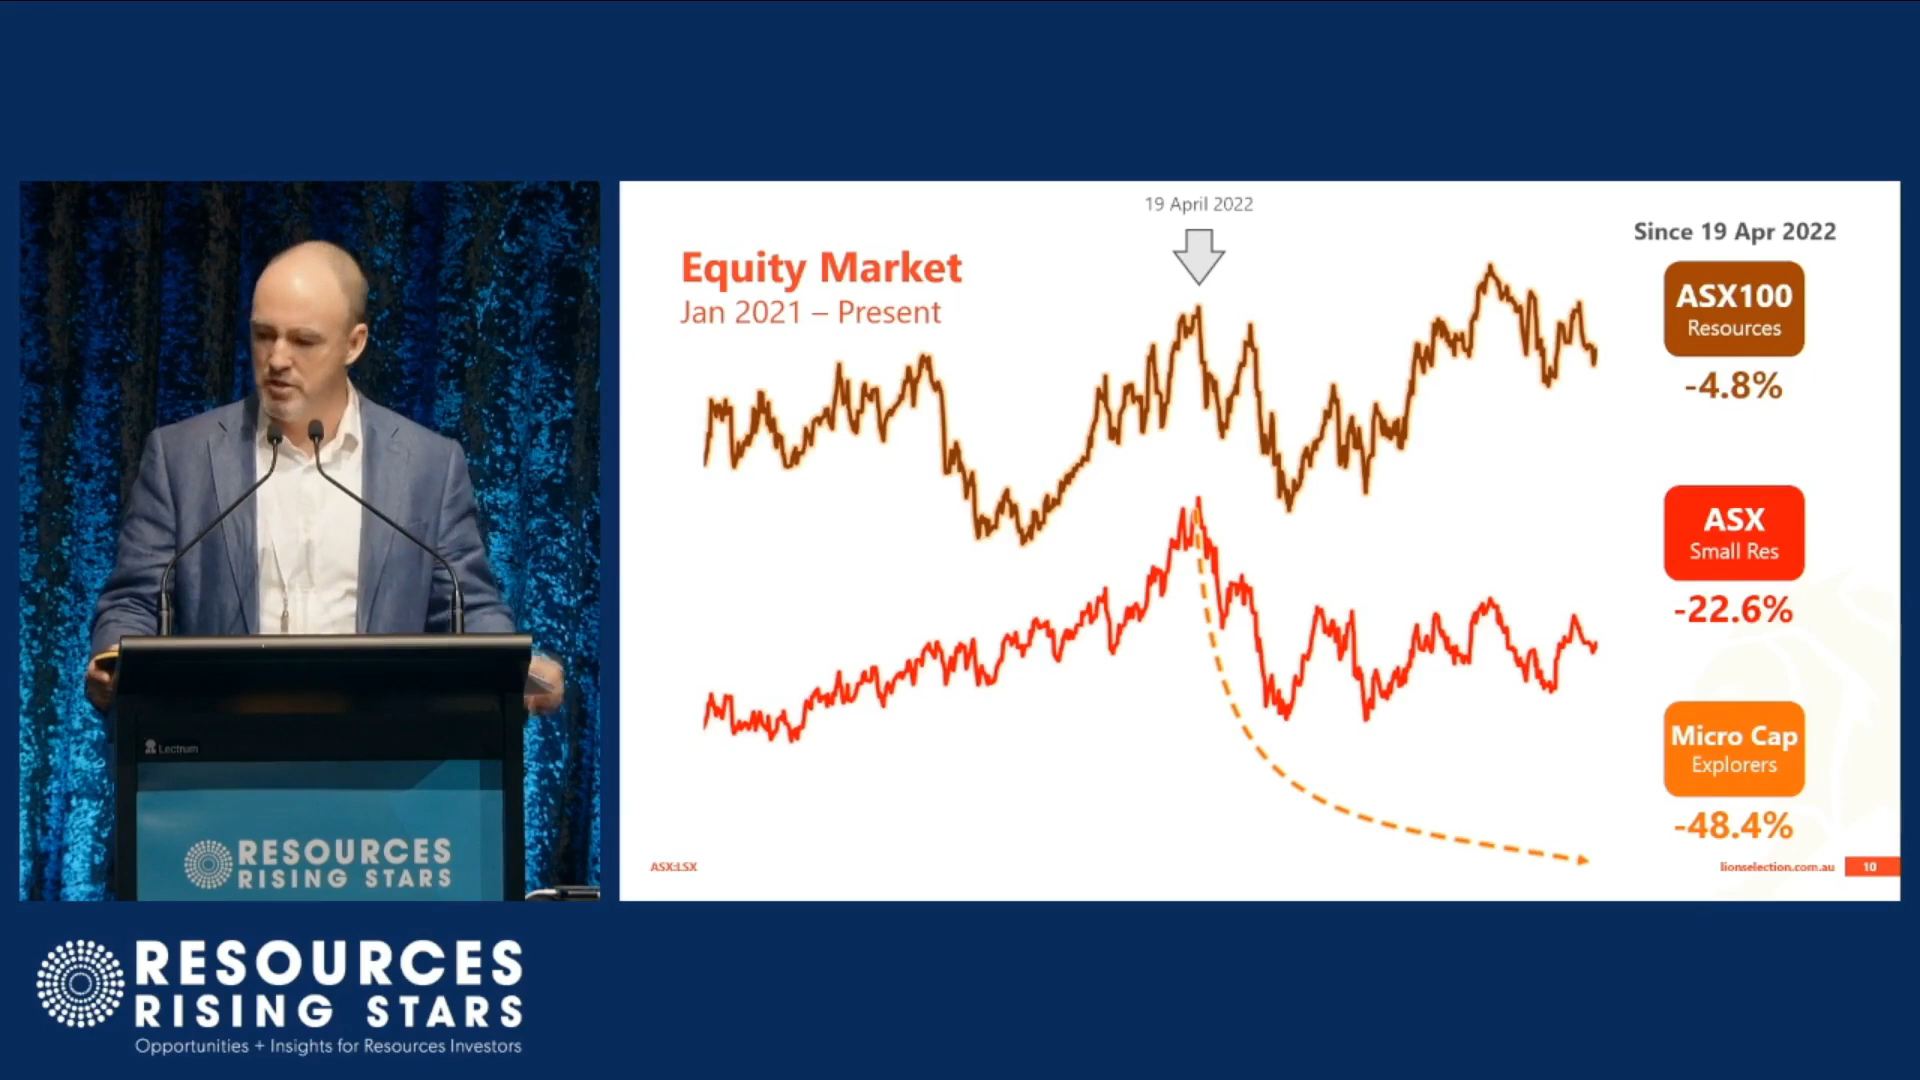 19 April 2022
Equity Market
Jan 2021 – Present
Since 19 Apr 2022
ASX100
Resources
-4.8%
ASX
Small Res
-22.6%
Micro Cap
Explorers
-48.4%
ASX:LSX
lionselection.com.au 10
Lectrum
RESOURCES
RISING STARS
RESOURCES
RISING STARS
Opportunities + Insights for Resources Investors